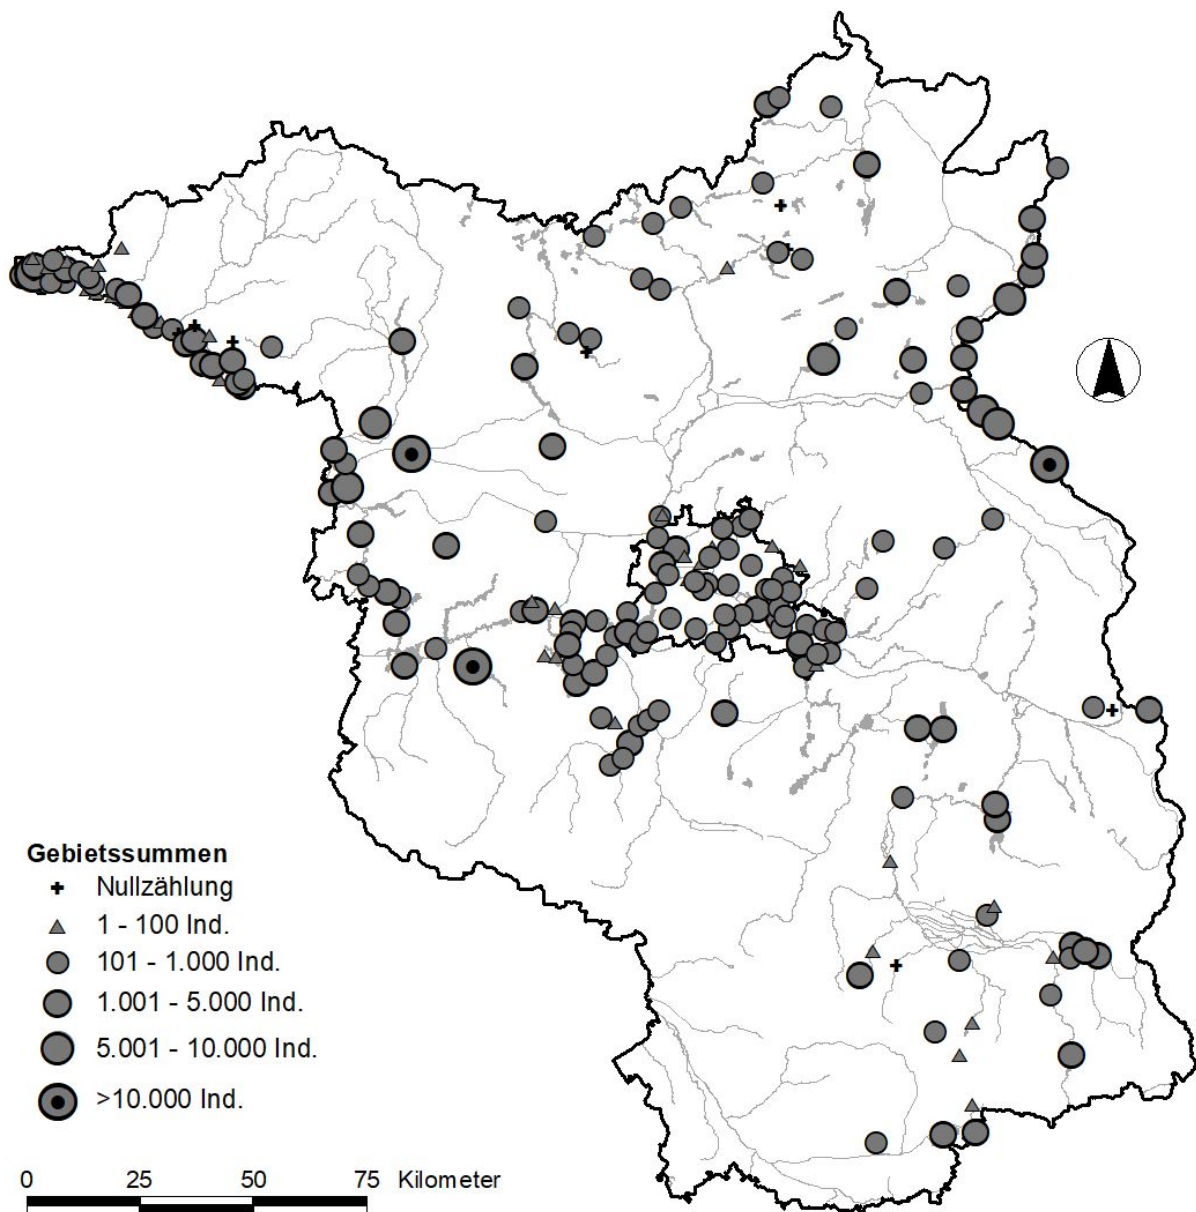 Gebietssummen
Nullzählung
1 - 100 Ind.
101 - 1.000 Ind.
1.001 - 5.000 Ind.
5.001 - 10.000 Ind.
>10.000 Ind.
0 25 50 75 Kilometer